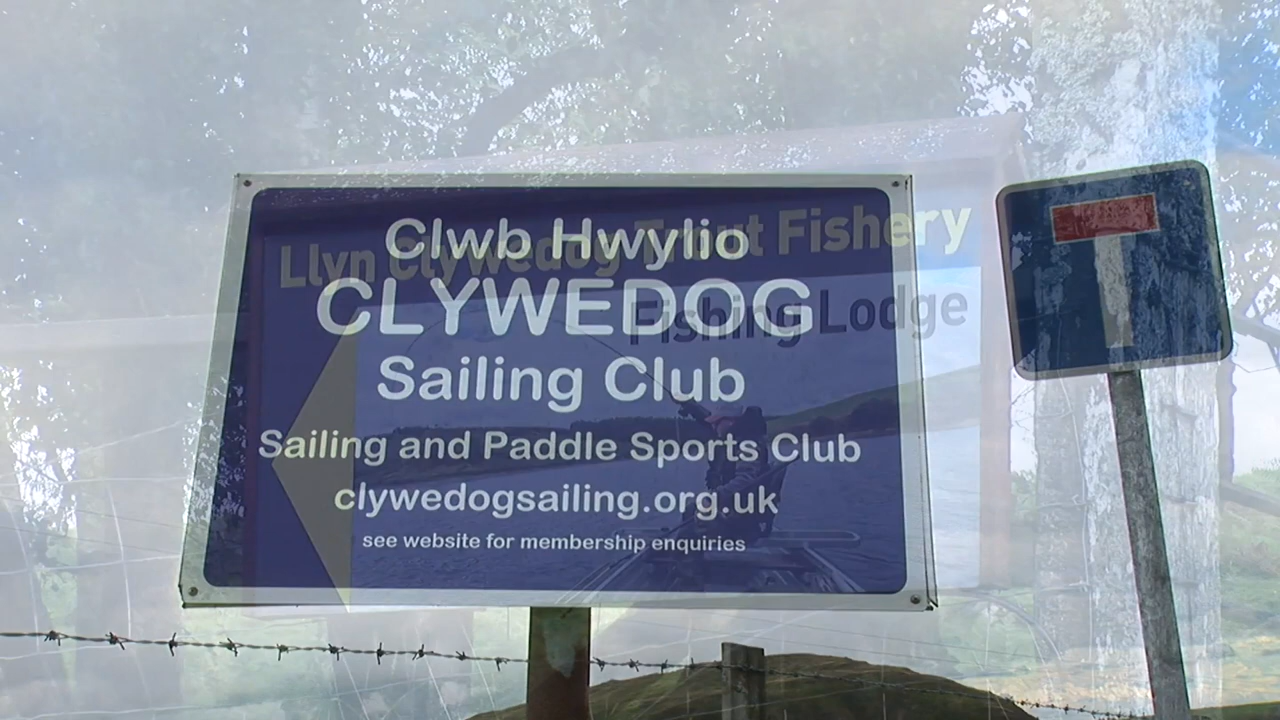 Clwb Hwylio
CLYWEDOG
Sailing Club
Sailing and Paddle Sports Club
clywedogsailing.org.uk
see website for membership enquiries
Llyn Clywedog Trout Fishery
Fishing Lodge